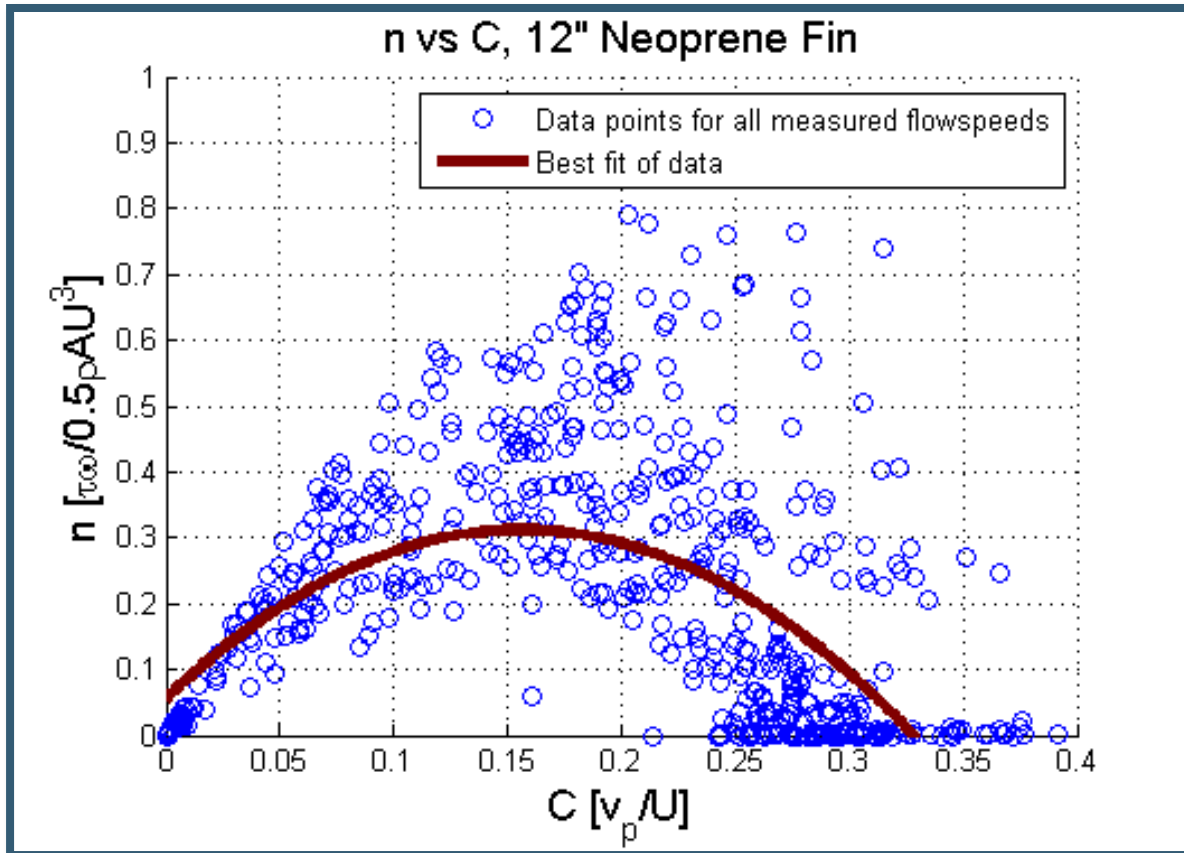 n vs C, 12" Neoprene Fin
Data points for all measured flowspeeds
Best fit of data
n [τω/0.5ρAU³]
1
0.9
0.8
0.7
0.6
0.5
0.4
0.3
0.2
0.1
0
0 0.05 0.1 0.15 0.2 0.25 0.3 0.35 0.4
C [v_p/U]